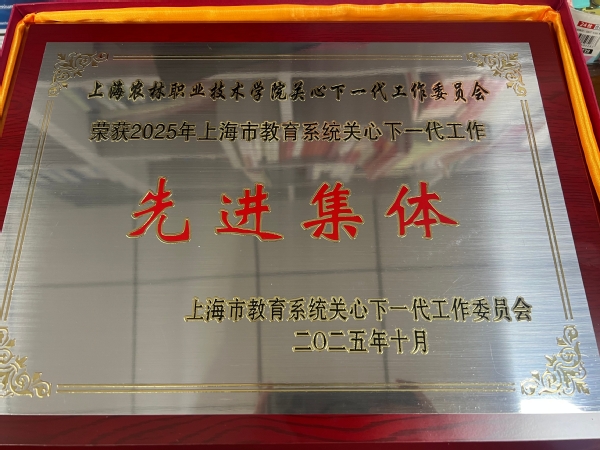 上海农林职业技术学院关心下一代工作委员会
荣获2025年上海市教育系统关心下一代工作
先进集体
上海市教育系统关心下一代工作委员会
二〇二五年十月